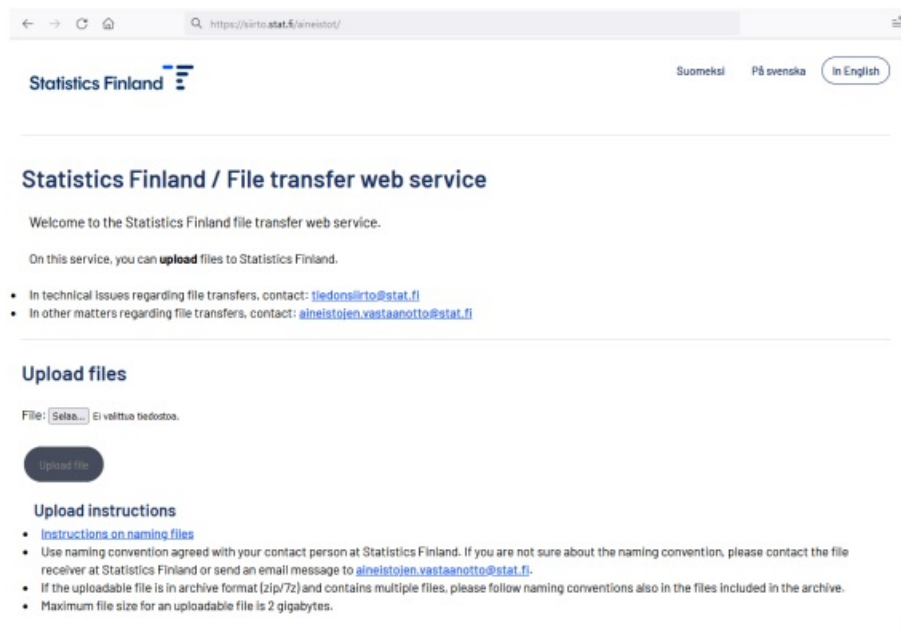 https://siirto.stat.fi/aineistot/
Statistics Finland
Suomeksi På svenska In English
Statistics Finland / File transfer web service
Welcome to the Statistics Finland file transfer web service.
On this service, you can upload files to Statistics Finland.
In technical issues regarding file transfers, contact: tiedonsiirto@stat.fi
In other matters regarding file transfers, contact: aineistojen.vastaanotto@stat.fi
Upload files
File: Selaa... Ei valittua tiedostoa.
Upload file
Upload instructions
Instructions on naming files
Use naming convention agreed with your contact person at Statistics Finland. If you are not sure about the naming convention, please contact the file
receiver at Statistics Finland or send an email message to aineistojen.vastaanotto@stat.fi.
If the uploadable file is in archive format (zip/7z) and contains multiple files, please follow naming conventions also in the files included in the archive.
Maximum file size for an uploadable file is 2 gigabytes.